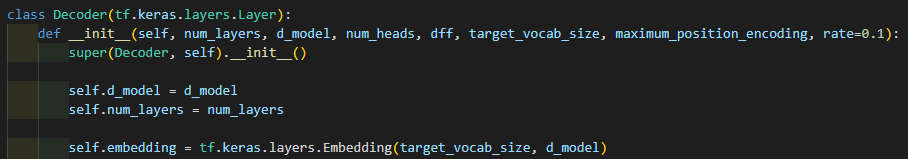 class Decoder(tf.keras.layers.Layer):
    def __init__(self, num_layers, d_model, num_heads, dff, target_vocab_size, maximum_position_encoding, rate=0.1):
        super(Decoder, self).__init__()

        self.d_model = d_model
        self.num_layers = num_layers

        self.embedding = tf.keras.layers.Embedding(target_vocab_size, d_model)